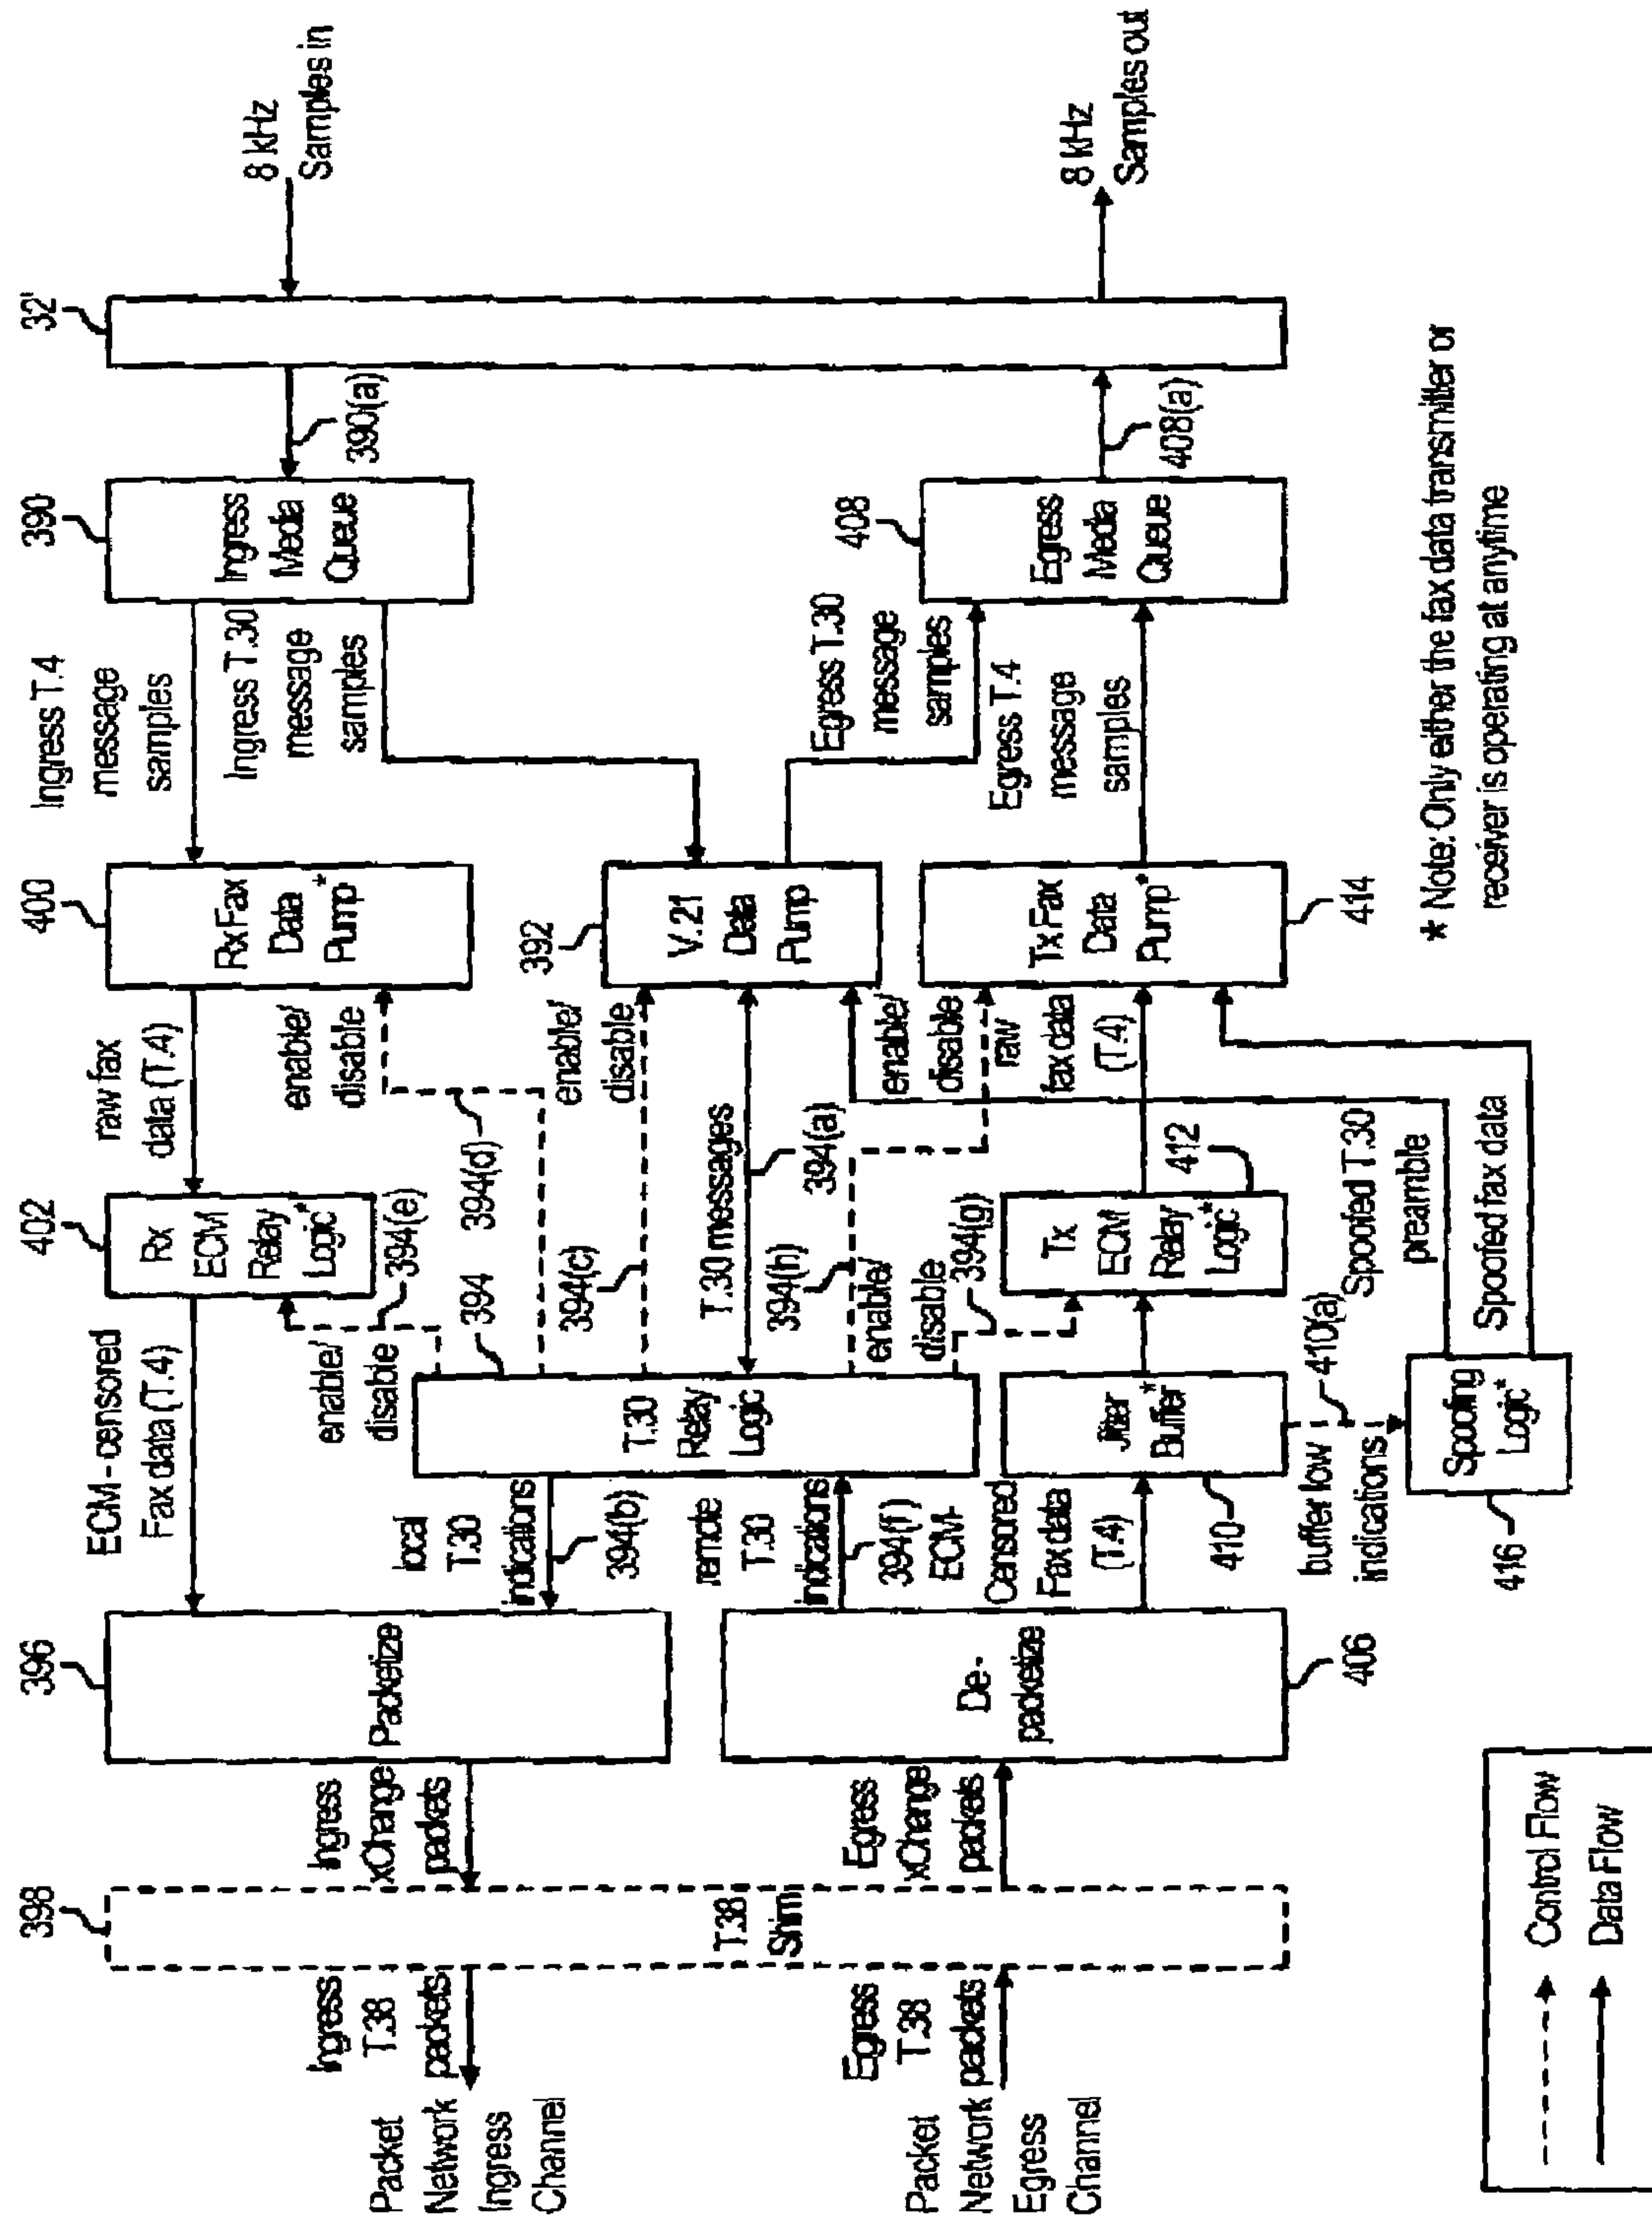 8 kHz
Samples in
8 kHz
Samples out
32'
390(a)
408(a)
390
Ingress
Media
Queue
408
Egress
Media
Queue
Ingress T.4
message
samples
Ingress T.30
message
samples
Egress T.30
message
samples
Egress T.4
message
samples
400
Rx Fax
Data
Pump*
392
V.21
Data
Pump
Tx Fax
Data
Pump*
414
raw fax
data (T.4)
enable/
disable
394(d)
enable/
disable
394(c)
T.30 messages
394(a)
enable/
disable
394(h)
raw
fax data
(T.4)
402
Rx
ECM
Relay
Logic*
394(e)
enable/
disable
394
T.30
Relay
Logic
enable/
disable
394(g)
412
Tx
ECM
Relay
Logic*
Jitter
Buffer*
410
410(a)
buffer low
indications
Spoofed T.30
preamble
Spoofed fax data
Spoofing
Logic*
416
ECM - censored
Fax data (T.4)
local
T.30
indications
394(b)
remote
T.30
indications
394(f)
ECM-
Censored
Fax data
(T.4)
396
Packetize
De-
packetize
406
Ingress
xChange
packets
Egress
xChange
packets
398
T.38
Shim
Ingress
T.38
packets
Egress
T.38
packets
Packet
Network
Ingress
Channel
Packet
Network
Egress
Channel
* Note: Only either the fax data transmitter or
receiver is operating at anytime
Control Flow
Data Flow